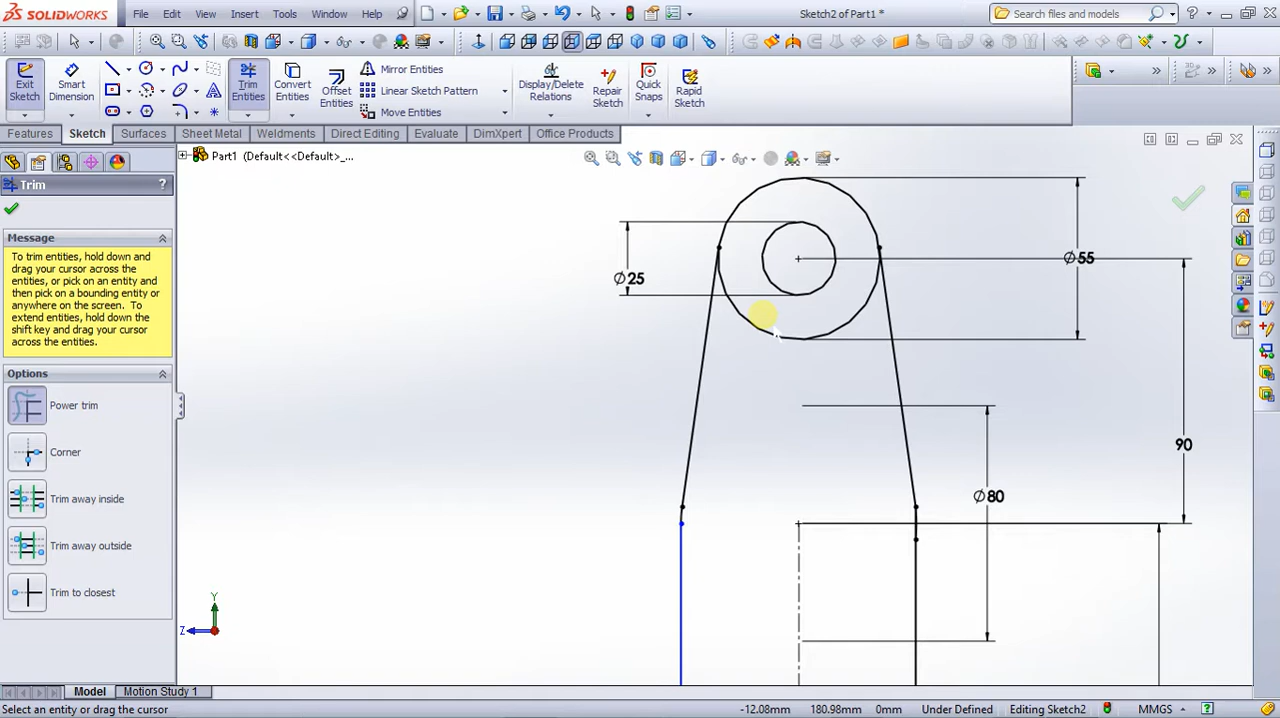 SOLIDWORKS
File
Edit
View
Insert
Tools
Window
Help
Sketch2 of Part1 *
Search files and models
Exit Sketch
Smart Dimension
Trim Entities
Convert Entities
Offset Entities
Mirror Entities
Linear Sketch Pattern
Move Entities
Display/Delete Relations
Repair Sketch
Quick Snaps
Rapid Sketch
Features
Sketch
Surfaces
Sheet Metal
Weldments
Direct Editing
Evaluate
DimXpert
Office Products
Part1 (Default<<Default>_...
Trim
?
Message
To trim entities, hold down and
drag your cursor across the
entities, or pick on an entity and
then pick on a bounding entity or
anywhere on the screen. To
extend entities, hold down the
shift key and drag your cursor
across the entities.
Options
Power trim
Corner
Trim away inside
Trim away outside
Trim to closest
Ø25
Ø55
90
Ø80
Y
Z
Model
Motion Study 1
Select an entity or drag the cursor
-12.08mm
180.98mm
0mm
Under Defined
Editing Sketch2
MMGS